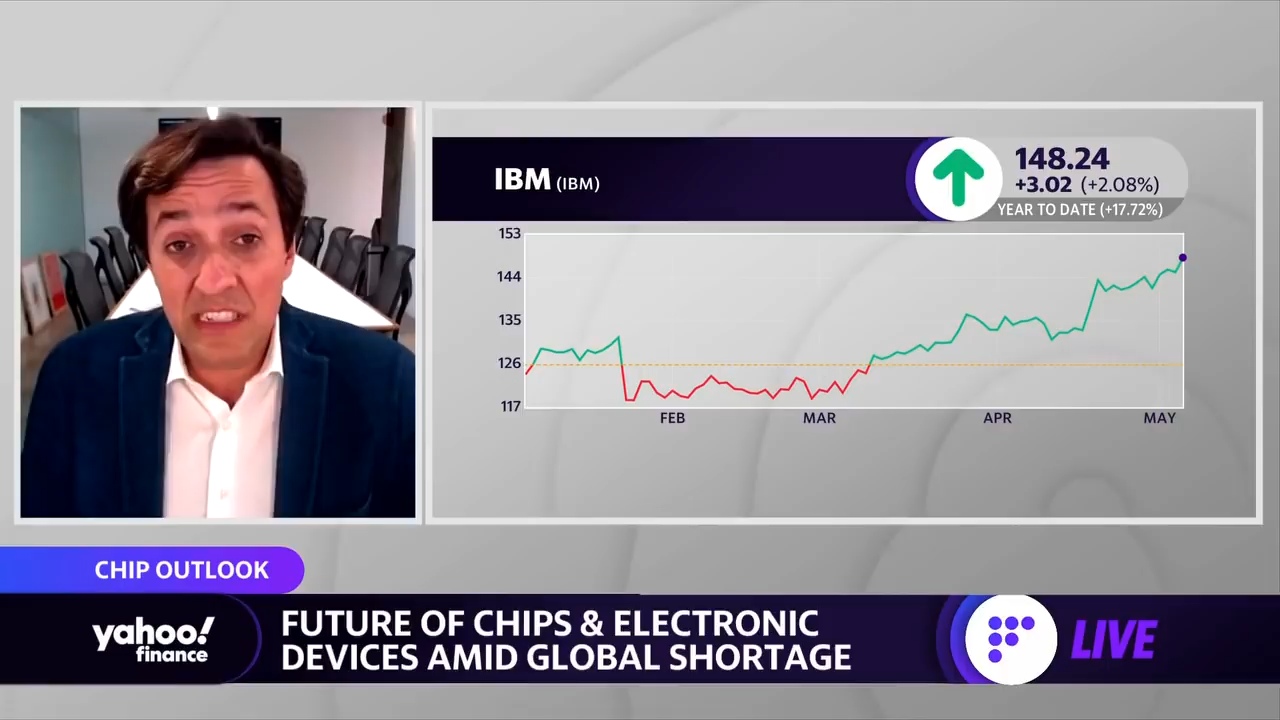 IBM (IBM)
148.24
+3.02 (+2.08%)
YEAR TO DATE (+17.72%)
153
144
135
126
117
FEB MAR APR MAY
CHIP OUTLOOK
yahoo!
finance
FUTURE OF CHIPS & ELECTRONIC
DEVICES AMID GLOBAL SHORTAGE
LIVE